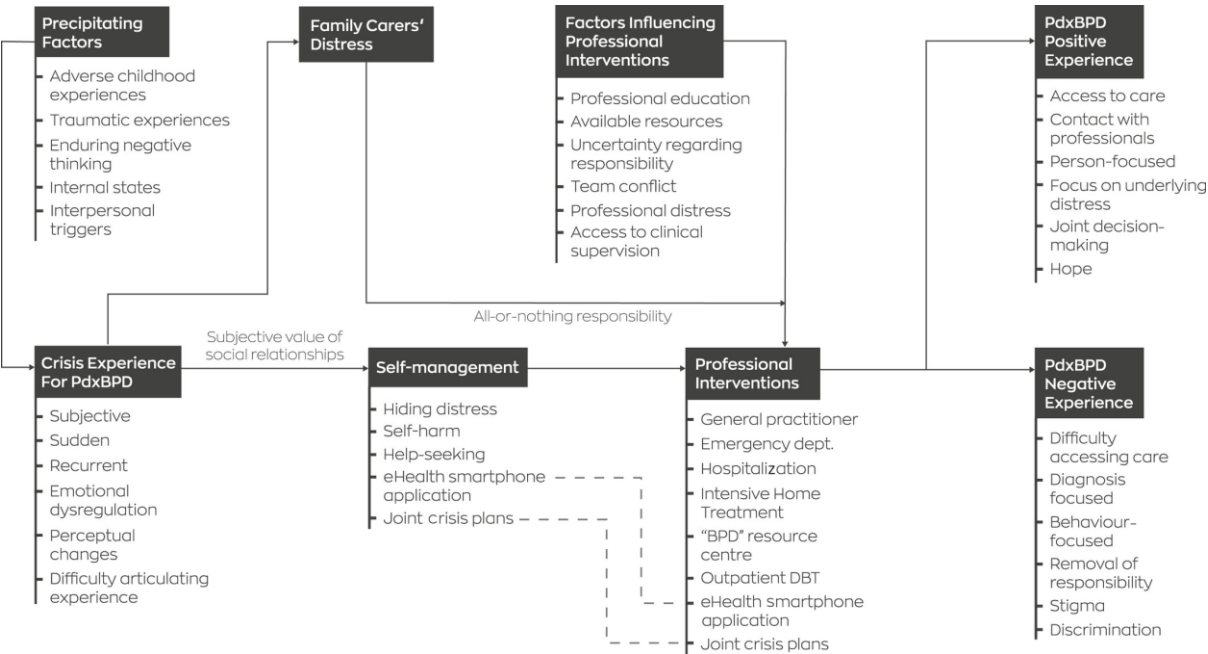 Precipitating
Factors
Adverse childhood
experiences
Traumatic experiences
Enduring negative
thinking
Internal states
Interpersonal
triggers
Family Carers'
Distress
Factors Influencing
Professional
Interventions
Professional education
Available resources
Uncertainty regarding
responsibility
Team conflict
Professional distress
Access to clinical
supervision
PdxBPD
Positive
Experience
Access to care
Contact with
professionals
Person-focused
Focus on underlying
distress
Joint decision-
making
Hope
All-or-nothing responsibility
Subjective value of
social relationships
Crisis Experience
For PdxBPD
Subjective
Sudden
Recurrent
Emotional
dysregulation
Perceptual
changes
Difficulty articulating
experience
Self-management
Hiding distress
Self-harm
Help-seeking
eHealth smartphone
application
Joint crisis plans
Professional
Interventions
General practitioner
Emergency dept.
Hospitalization
Intensive Home
Treatment
"BPD" resource
centre
Outpatient DBT
eHealth smartphone
application
Joint crisis plans
PdxBPD
Negative
Experience
Difficulty
accessing care
Diagnosis
focused
Behaviour-
focused
Removal of
responsibility
Stigma
Discrimination